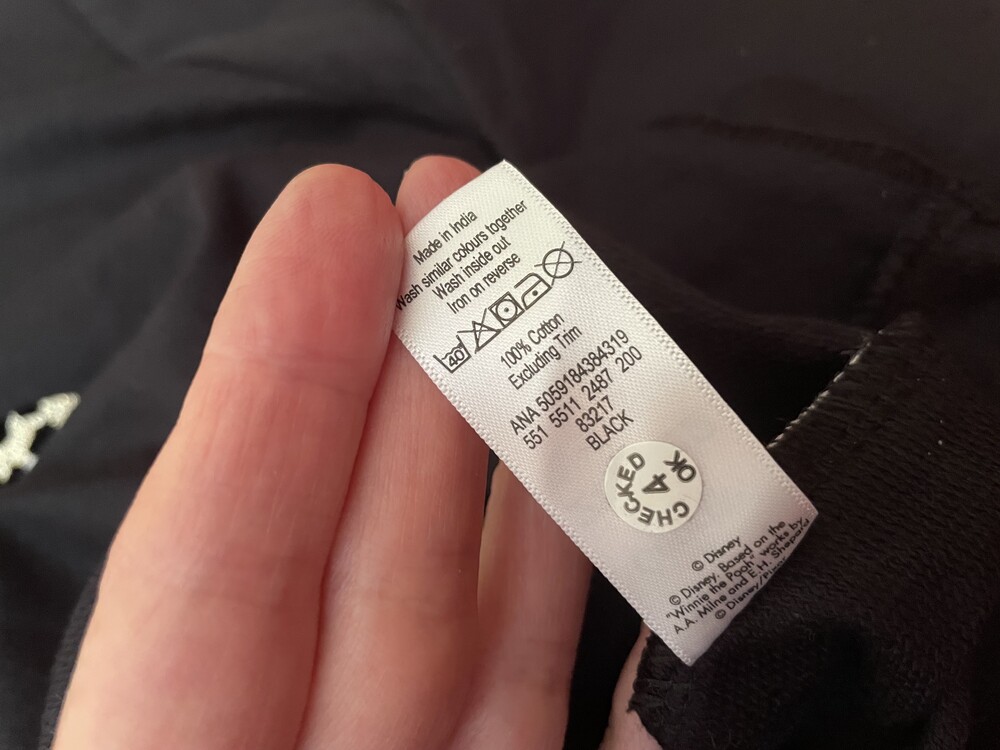 Made in India
Wash similar colours together
Wash inside out
Iron on reverse
40°
100% Cotton
Excluding Trim
ANA 5059184384319
551 5511 2487 200
83217
BLACK
CHECKED
4
OK
© Disney
© Disney. Based on the
"Winnie the Pooh" works by
A.A. Milne and E.H. Shepard
© Disney/